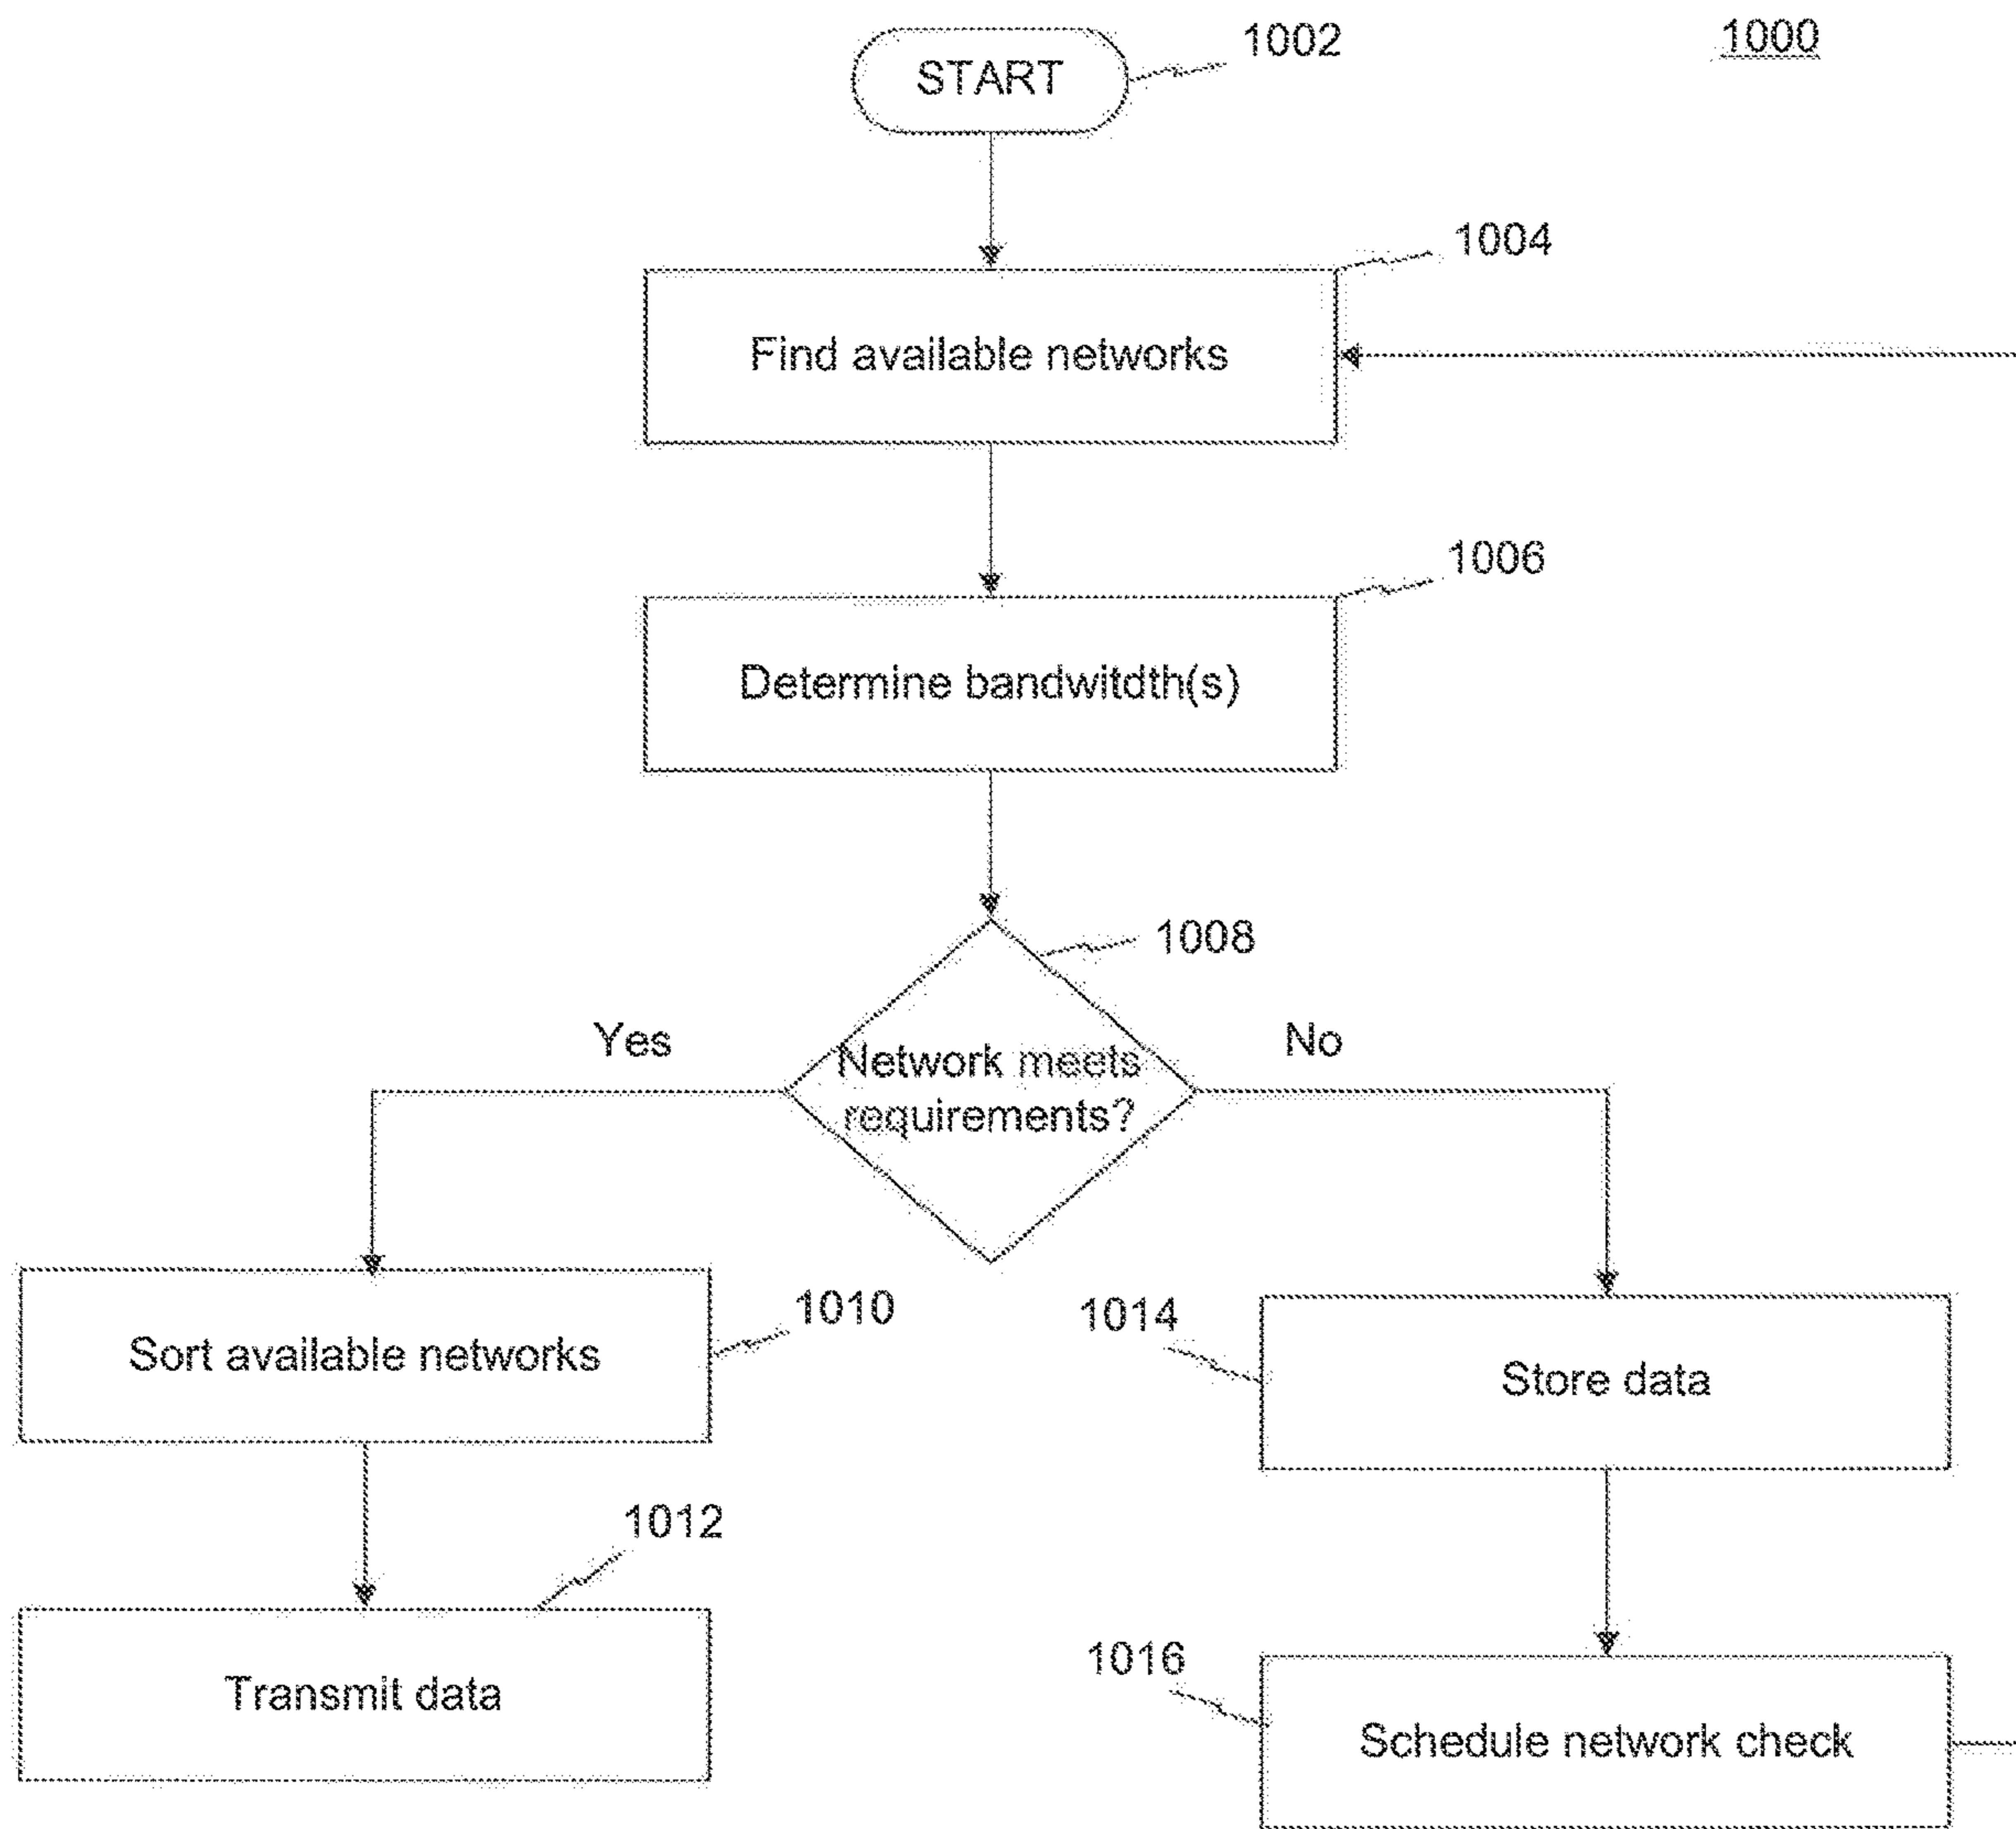 1000
START
1002
1004
Find available networks
1006
Determine bandwitdth(s)
1008
Yes
No
Network meets
requirements?
1010
Sort available networks
1014
Store data
1012
Transmit data
1016
Schedule network check